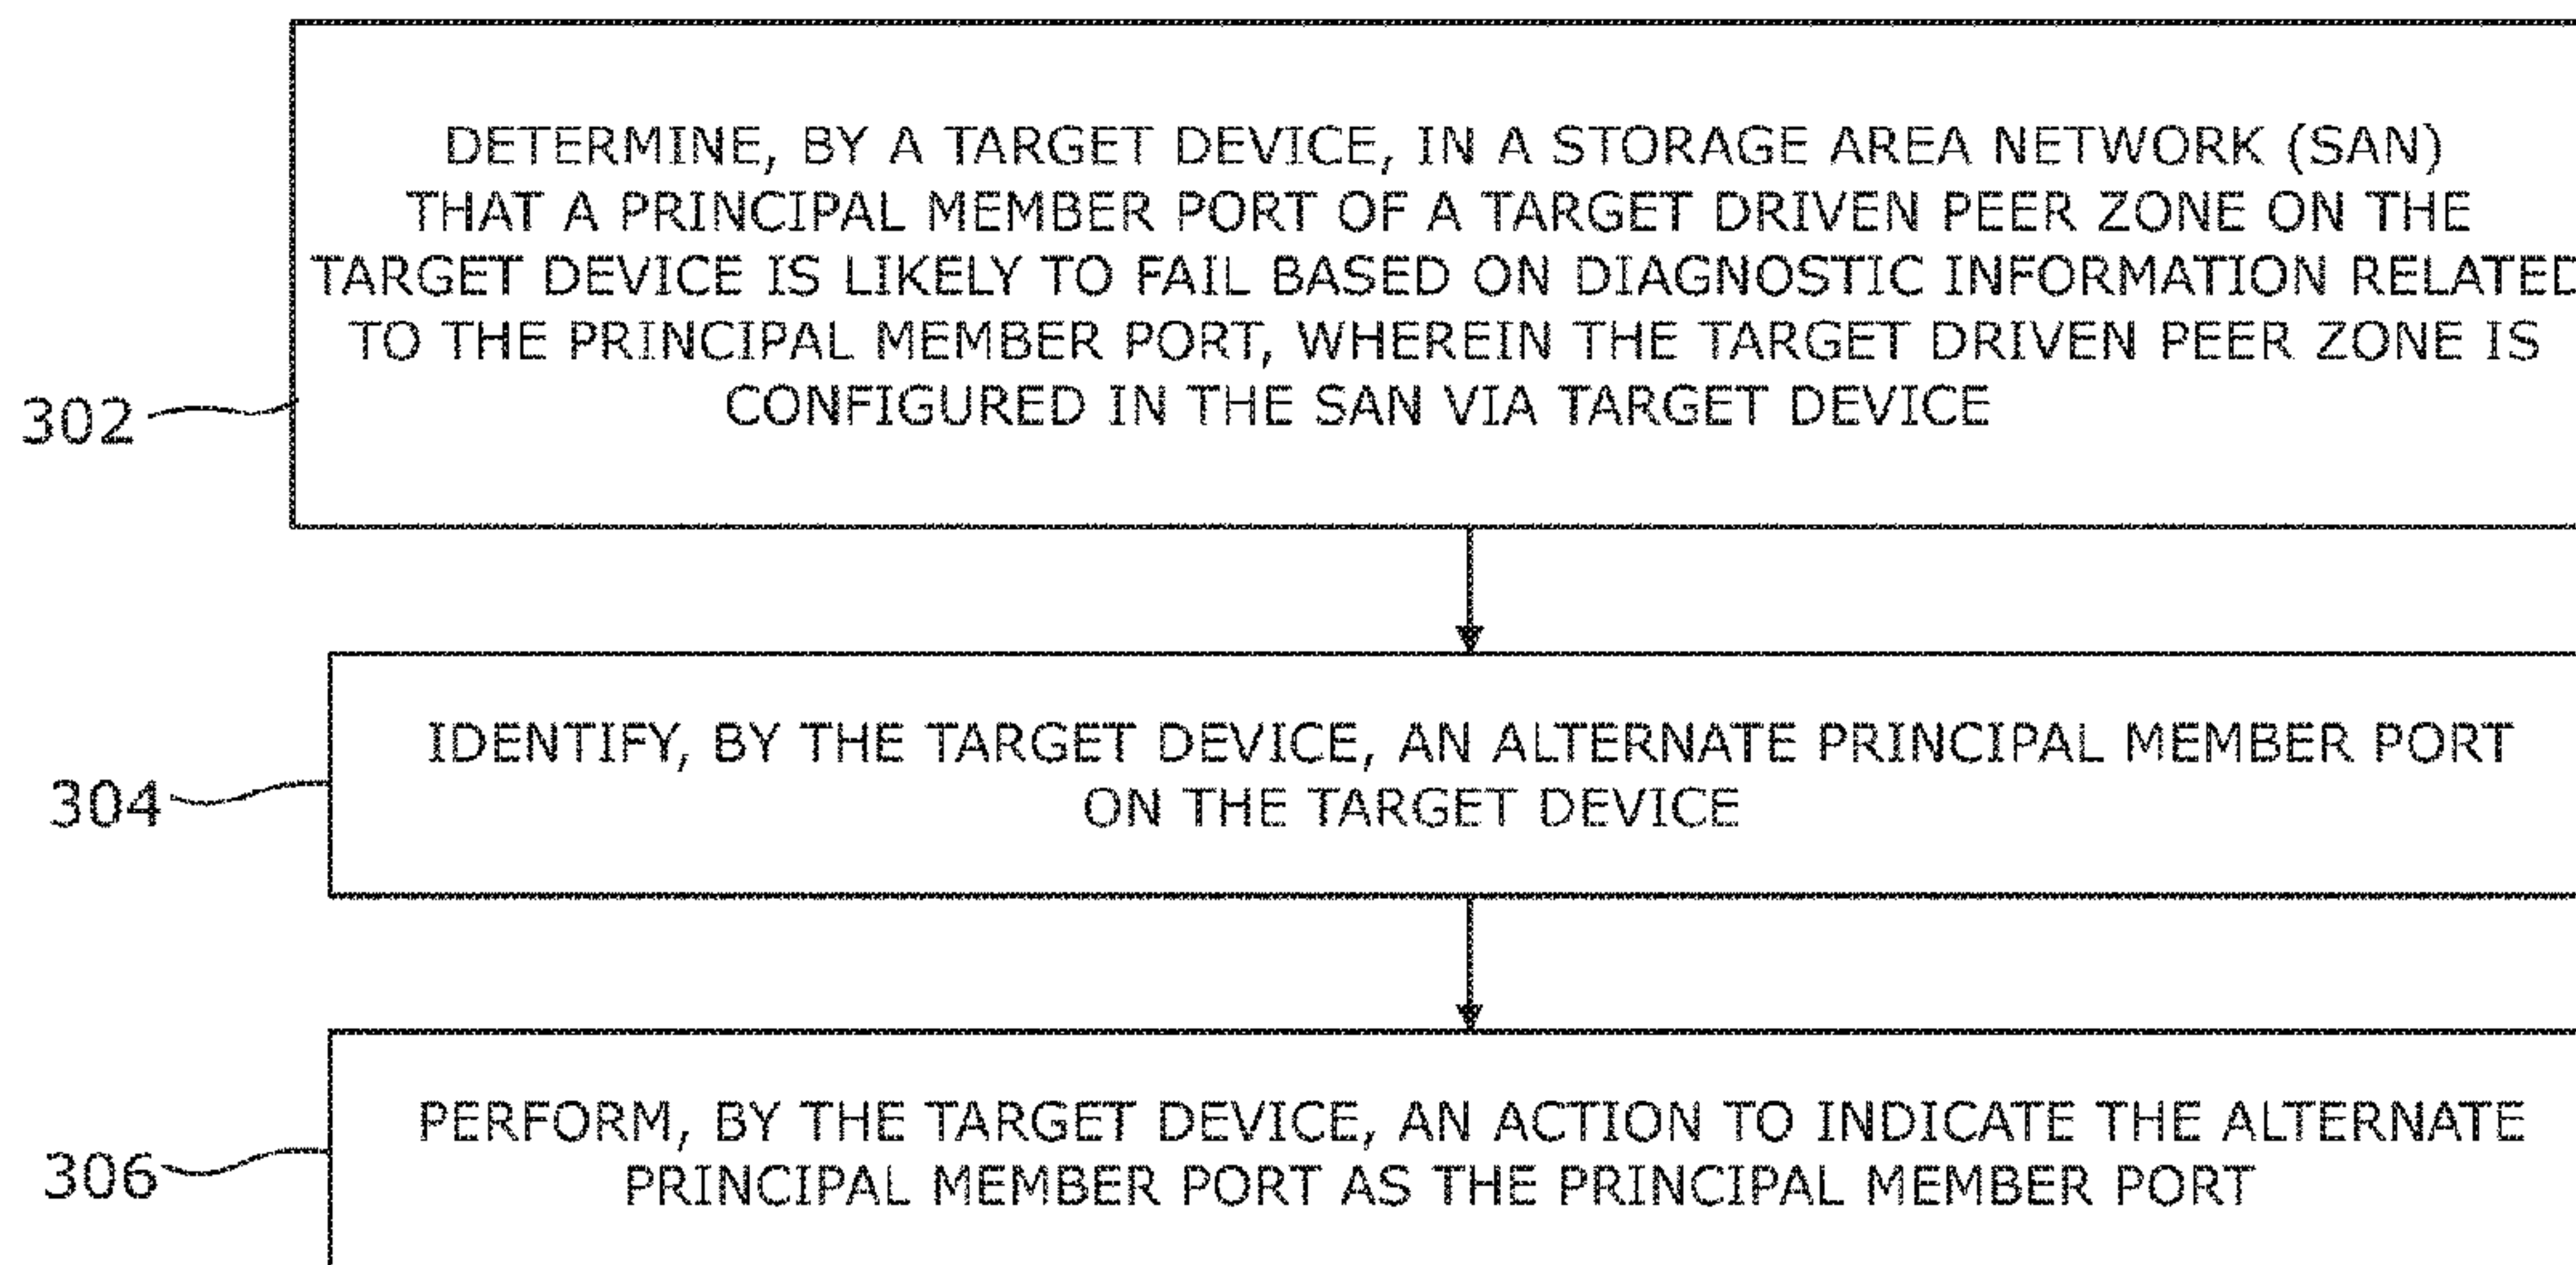 DETERMINE, BY A TARGET DEVICE, IN A STORAGE AREA NETWORK (SAN)
THAT A PRINCIPAL MEMBER PORT OF A TARGET DRIVEN PEER ZONE ON THE
TARGET DEVICE IS LIKELY TO FAIL BASED ON DIAGNOSTIC INFORMATION RELATED
TO THE PRINCIPAL MEMBER PORT, WHEREIN THE TARGET DRIVEN PEER ZONE IS
CONFIGURED IN THE SAN VIA TARGET DEVICE
302
IDENTIFY, BY THE TARGET DEVICE, AN ALTERNATE PRINCIPAL MEMBER PORT
ON THE TARGET DEVICE
304
PERFORM, BY THE TARGET DEVICE, AN ACTION TO INDICATE THE ALTERNATE
PRINCIPAL MEMBER PORT AS THE PRINCIPAL MEMBER PORT
306